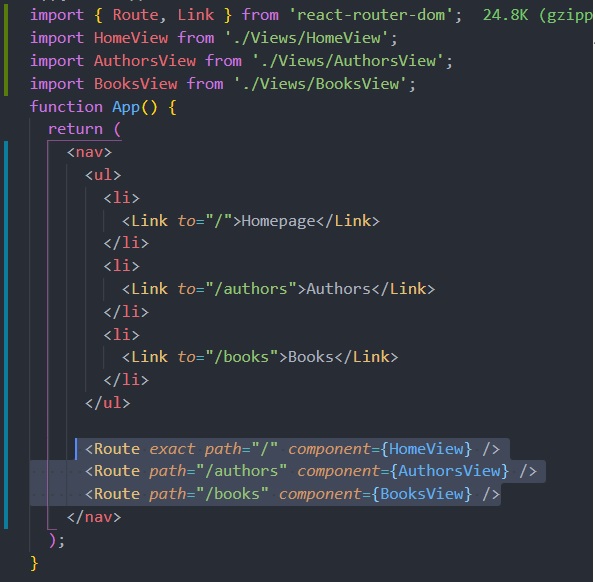 import { Route, Link } from 'react-router-dom';  24.8K (gzipp
import HomeView from './Views/HomeView';
import AuthorsView from './Views/AuthorsView';
import BooksView from './Views/BooksView';
function App() {
  return (
    <nav>
      <ul>
        <li>
          <Link to="/">Homepage</Link>
        </li>
        <li>
          <Link to="/authors">Authors</Link>
        </li>
        <li>
          <Link to="/books">Books</Link>
        </li>
      </ul>

      <Route exact path="/" component={HomeView} />
      <Route path="/authors" component={AuthorsView} />
      <Route path="/books" component={BooksView} />
    </nav>
  );
}